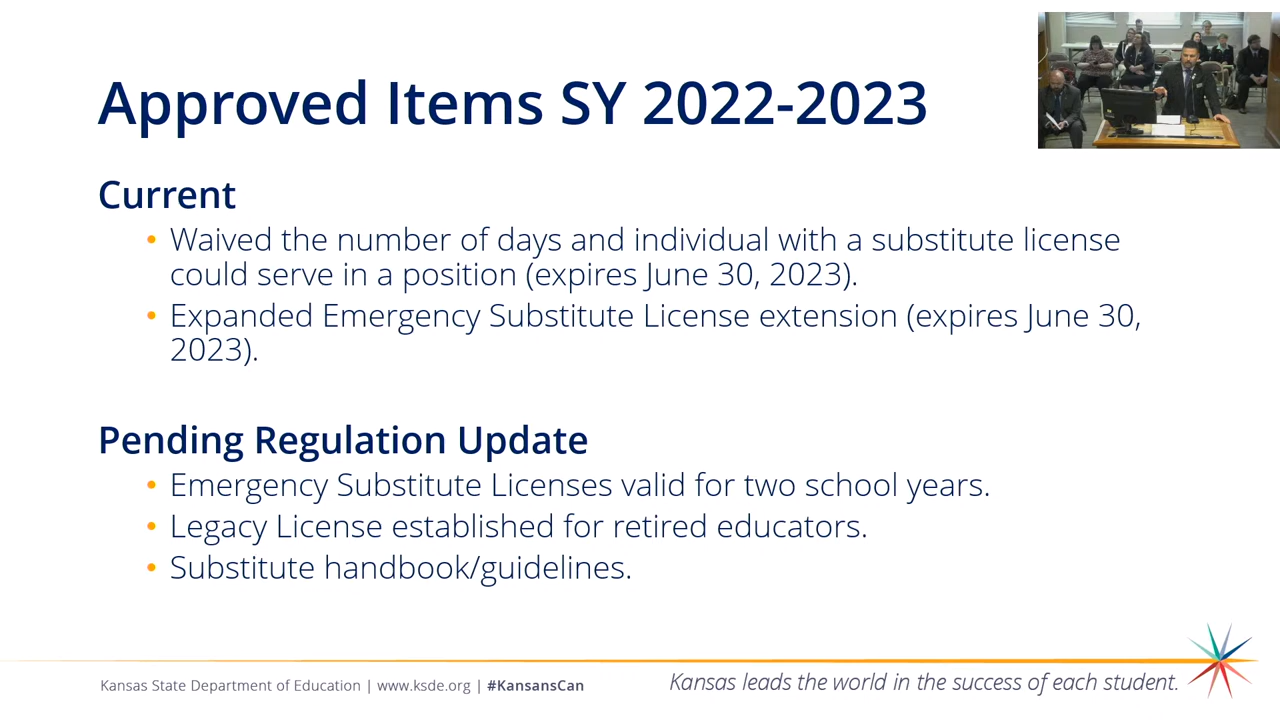 Approved Items SY 2022-2023
Current
• Waived the number of days and individual with a substitute license
could serve in a position (expires June 30, 2023).
• Expanded Emergency Substitute License extension (expires June 30,
2023).
Pending Regulation Update
• Emergency Substitute Licenses valid for two school years.
• Legacy License established for retired educators.
• Substitute handbook/guidelines.
Kansas State Department of Education | www.ksde.org | #KansansCan
Kansas leads the world in the success of each student.